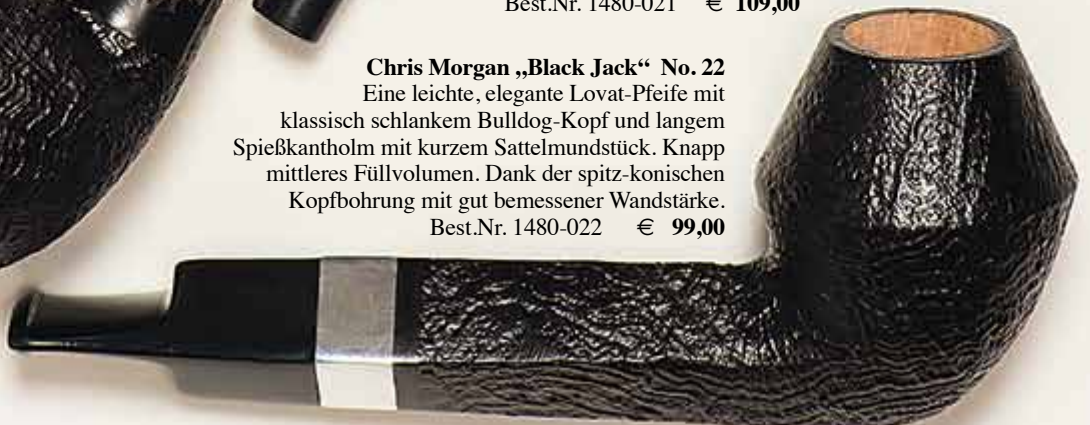 Best.Nr. 1480-021 € 109,00
Chris Morgan „Black Jack“ No. 22
Eine leichte, elegante Lovat-Pfeife mit
klassisch schlankem Bulldog-Kopf und langem
Spießkantholm mit kurzem Sattelmundstück. Knapp
mittleres Füllvolumen. Dank der spitz-konischen
Kopfbohrung mit gut bemessener Wandstärke.
Best.Nr. 1480-022 € 99,00